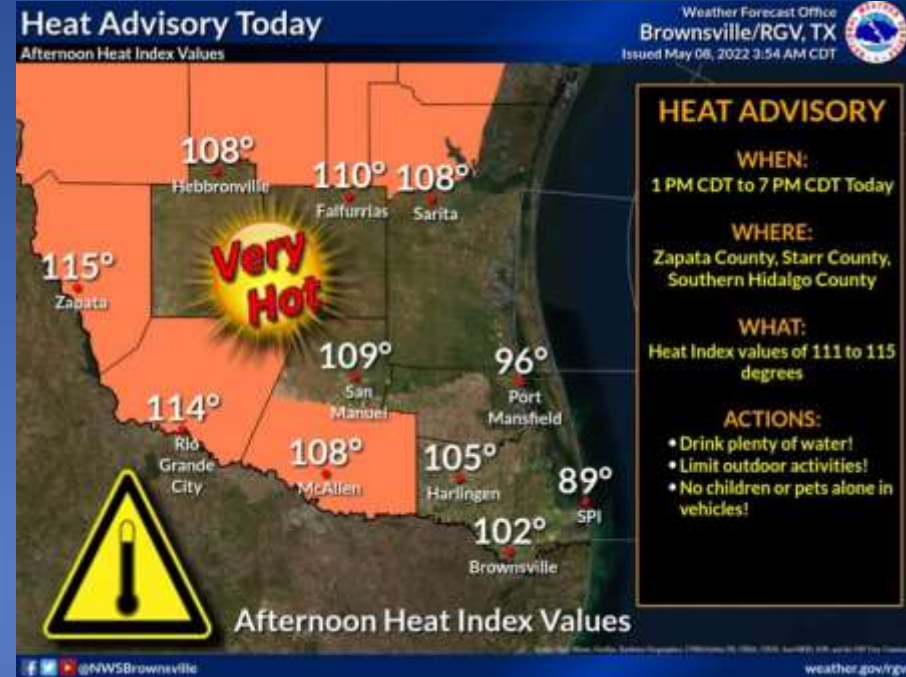 Heat Advisory Today
Afternoon Heat Index Values
Weather Forecast Office
Brownsville/RGV, TX
Issued May 08, 2022 3:54 AM CDT
108°
Hebbronville
110°
Falfurrias
108°
Sarita
Very
Hot
115°
Zapata
109°
San
Manuel
96°
Port
Mansfield
114°
Rio
Grande
City
108°
McAllen
105°
Harlingen
89°
SPI
102°
Brownsville
Afternoon Heat Index Values
HEAT ADVISORY
WHEN:
1 PM CDT to 7 PM CDT Today
WHERE:
Zapata County, Starr County,
Southern Hidalgo County
WHAT:
Heat Index values of 111 to 115
degrees
ACTIONS:
• Drink plenty of water!
• Limit outdoor activities!
• No children or pets alone in
vehicles!
@NWSBrownsville
weather.gov/rgv